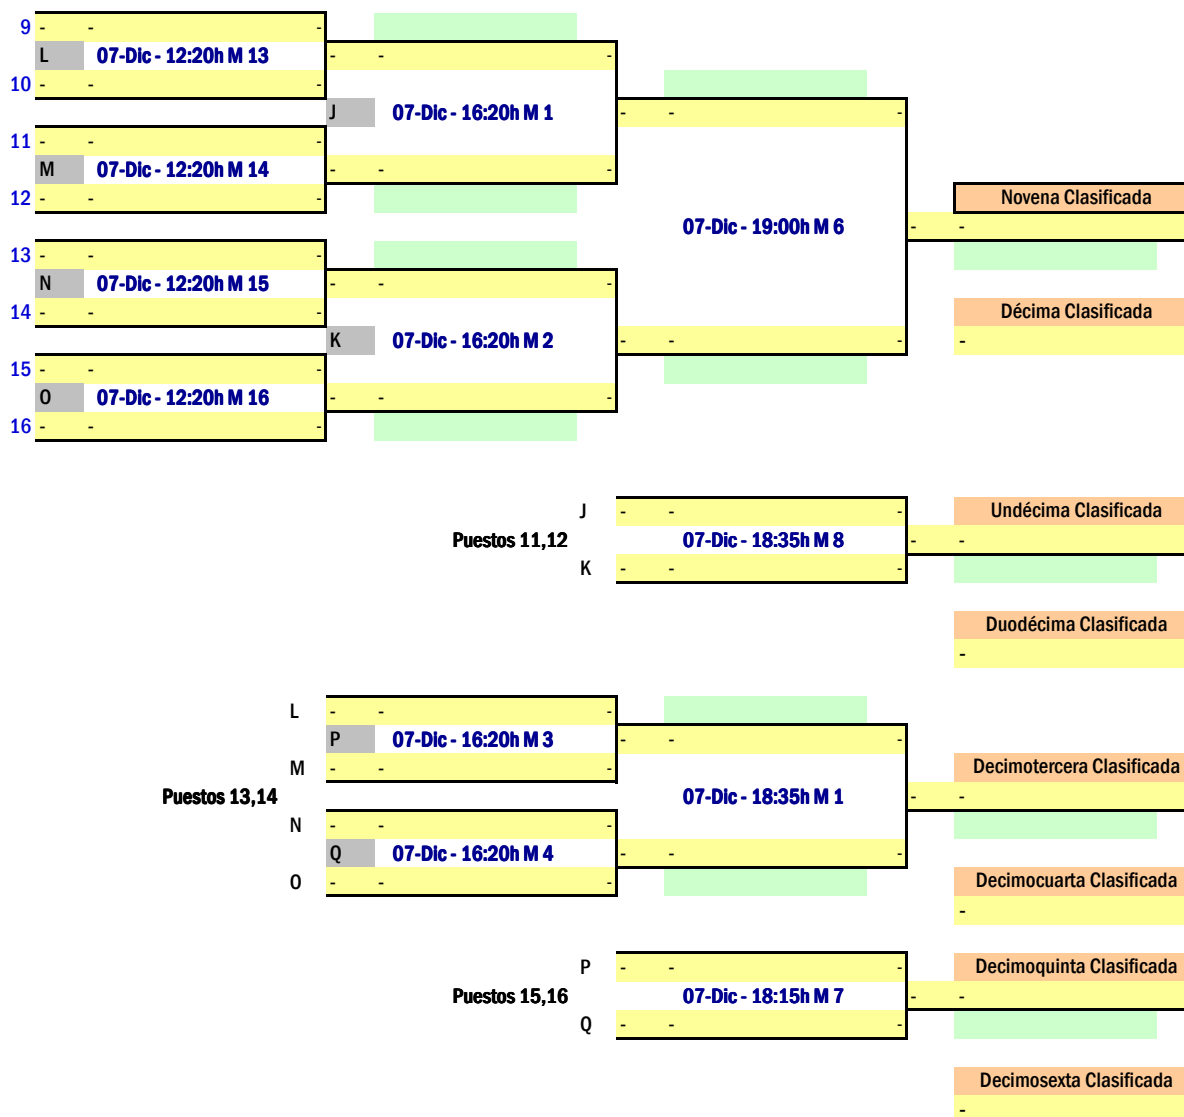 9 - - -
L 07-Dic - 12:20h M 13 - - -
10 - - -
J 07-Dic - 16:20h M 1 - - -
11 - - -
M 07-Dic - 12:20h M 14 - - -
12 - - - Novena Clasificada
07-Dic - 19:00h M 6 - -
13 - - -
N 07-Dic - 12:20h M 15 - - -
14 - - - Décima Clasificada
K 07-Dic - 16:20h M 2 - - - -
15 - - -
O 07-Dic - 12:20h M 16 - - -
16 - - -
J - - - Undécima Clasificada
Puestos 11,12 07-Dic - 18:35h M 8 - -
K - - -
Duodécima Clasificada
-
L - - -
P 07-Dic - 16:20h M 3 - - -
M - - - Decimotercera Clasificada
Puestos 13,14 07-Dic - 18:35h M 1 - -
N - - -
Q 07-Dic - 16:20h M 4 - - -
O - - - Decimocuarta Clasificada
-
P - - - Decimoquinta Clasificada
Puestos 15,16 07-Dic - 18:15h M 7 - -
Q - - -
Decimosexta Clasificada
-